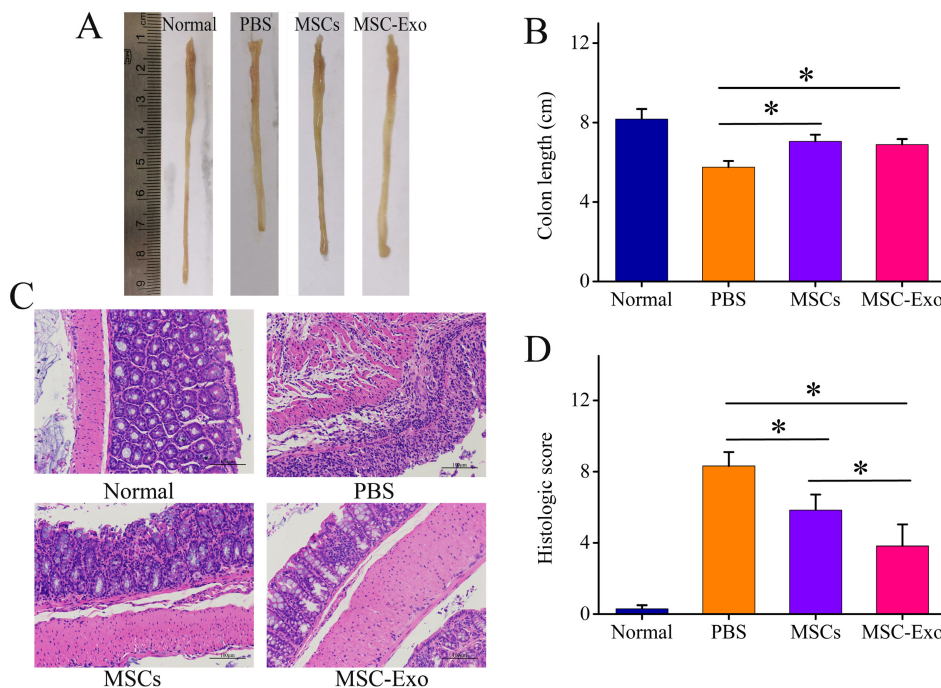 A
Normal
PBS
MSCs
MSC-Exo
cm
1
2
3
4
5
6
7
8
9
B
12
8
4
0
Colon length (cm)
*
*
Normal
PBS
MSCs
MSC-Exo
C
Normal
100μm
PBS
100μm
MSCs
MSC-Exo
D
12
8
4
0
Histologic score
*
*
*
Normal
PBS
MSCs
MSC-Exo